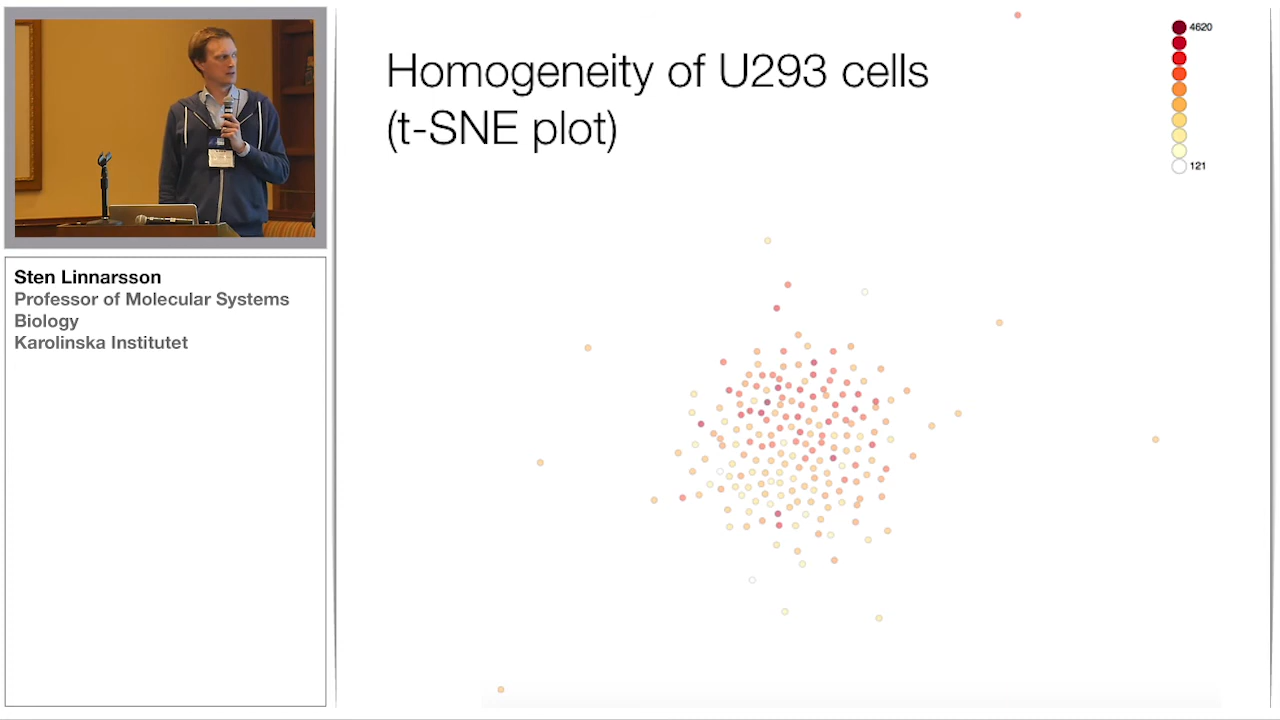 Homogeneity of U293 cells
(t-SNE plot)
4620
121
Sten Linnarsson
Professor of Molecular Systems
Biology
Karolinska Institutet